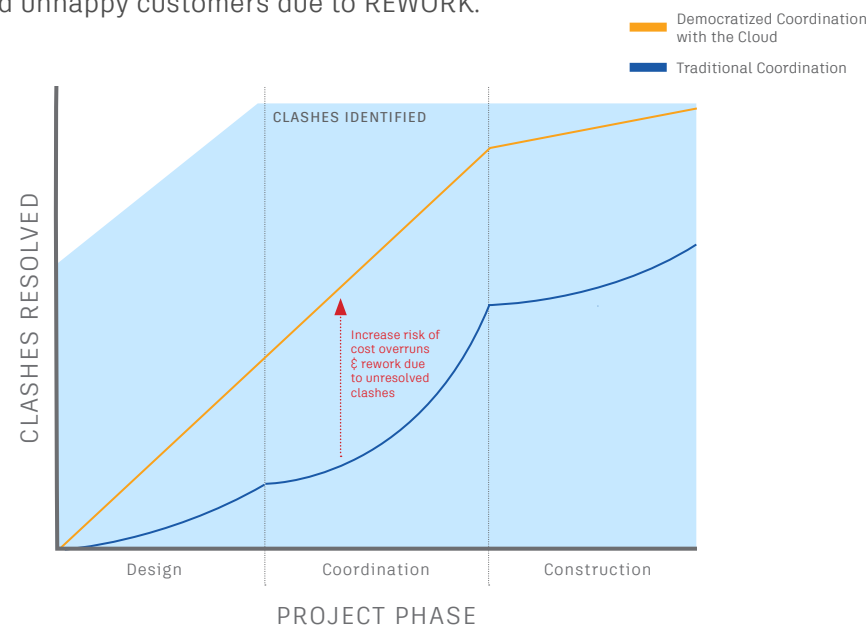 unhappy customers due to REWORK.
Democratized Coordination
with the Cloud
Traditional Coordination
CLASHES IDENTIFIED
CLASHES RESOLVED
Increase risk of
cost overruns
& rework due
to unresolved
clashes
Design
Coordination
Construction
PROJECT PHASE